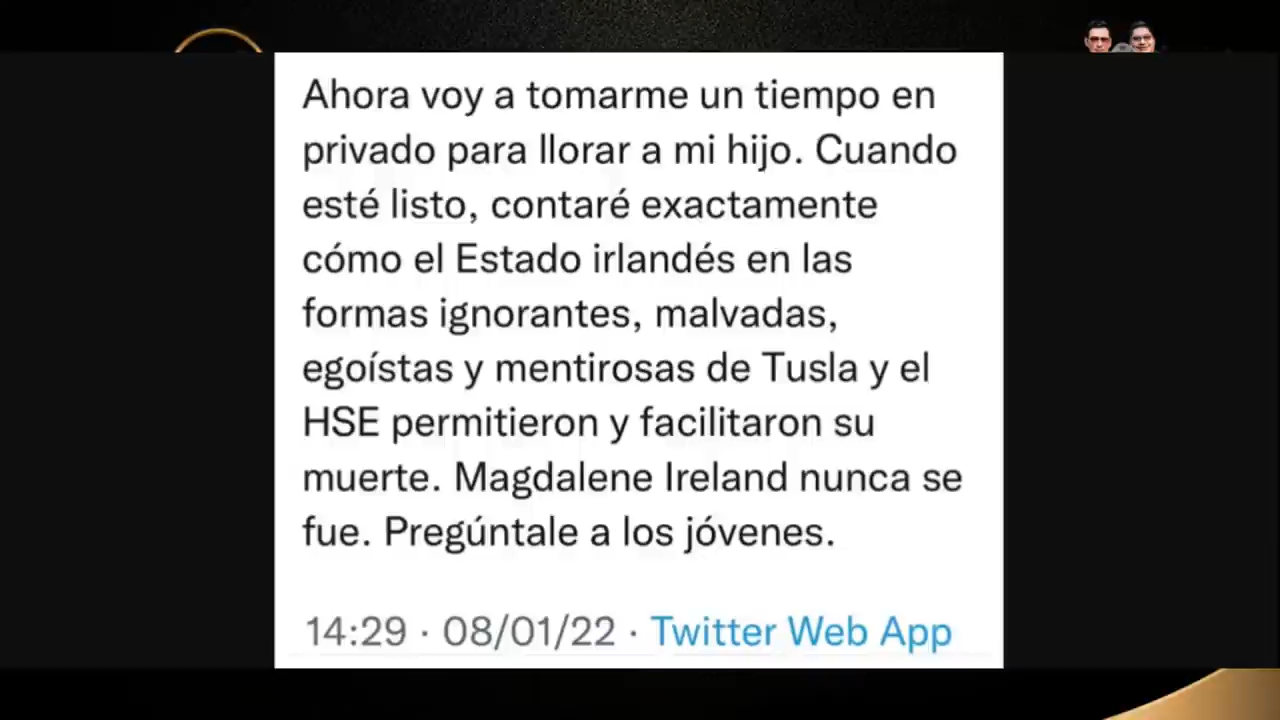 Ahora voy a tomarme un tiempo en
privado para llorar a mi hijo. Cuando
esté listo, contaré exactamente
cómo el Estado irlandés en las
formas ignorantes, malvadas,
egoístas y mentirosas de Tusla y el
HSE permitieron y facilitaron su
muerte. Magdalene Ireland nunca se
fue. Pregúntale a los jóvenes.
14:29 · 08/01/22 · Twitter Web App